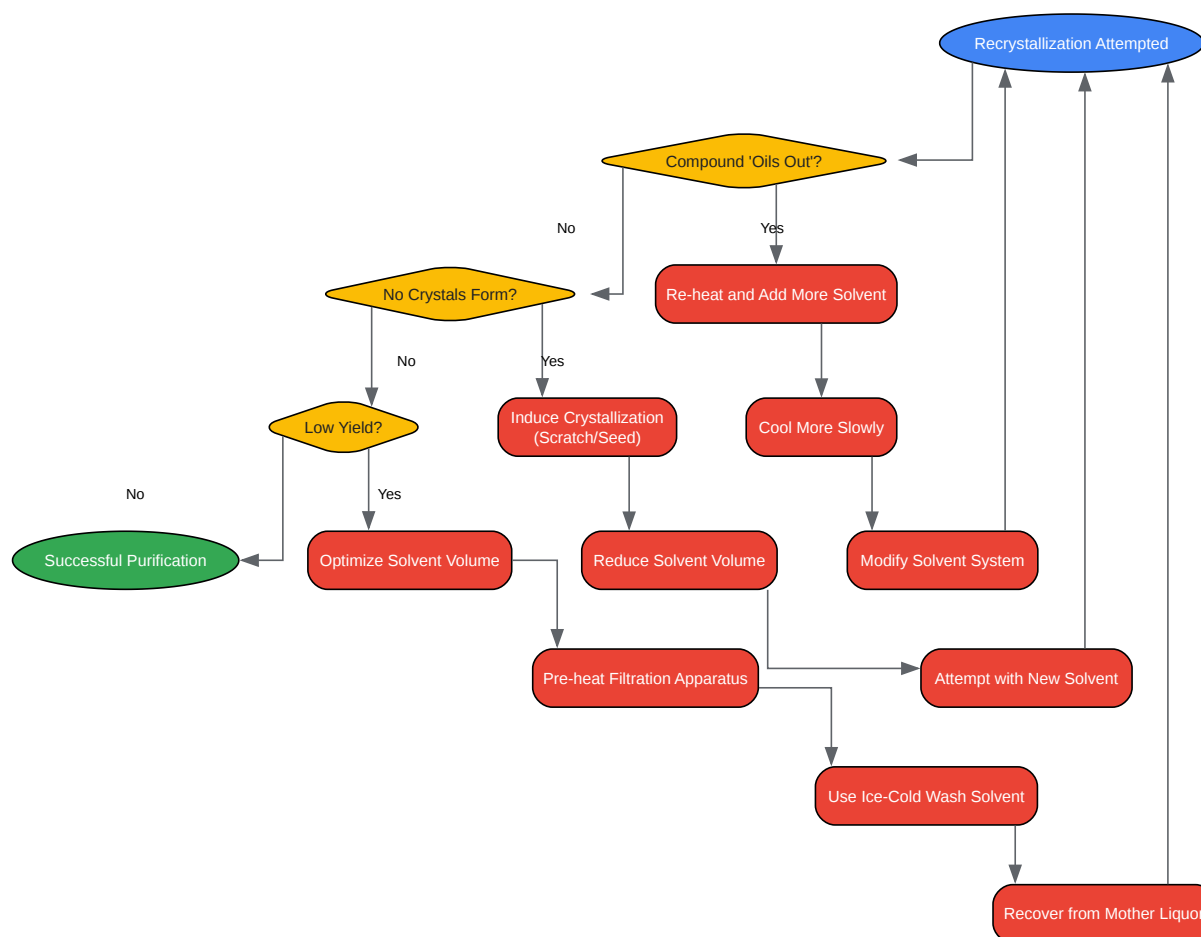 Recrystallization Attempted
Compound 'Oils Out'?
No
Yes
No Crystals Form?
Re-heat and Add More Solvent
No
Yes
Low Yield?
Induce Crystallization
(Scratch/Seed)
Cool More Slowly
No
Yes
Successful Purification
Optimize Solvent Volume
Reduce Solvent Volume
Modify Solvent System
Pre-heat Filtration Apparatus
Attempt with New Solvent
Use Ice-Cold Wash Solvent
Recover from Mother Liquor